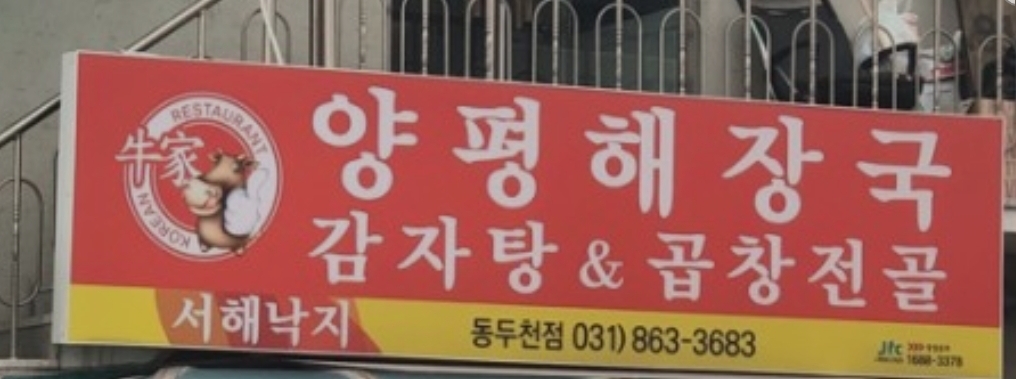 RESTAURANT
牛家
KOREAN
양평해장국
감자탕 & 곱창전골
서해낙지
동두천점 031) 863-3683
Jfc
1688-3378